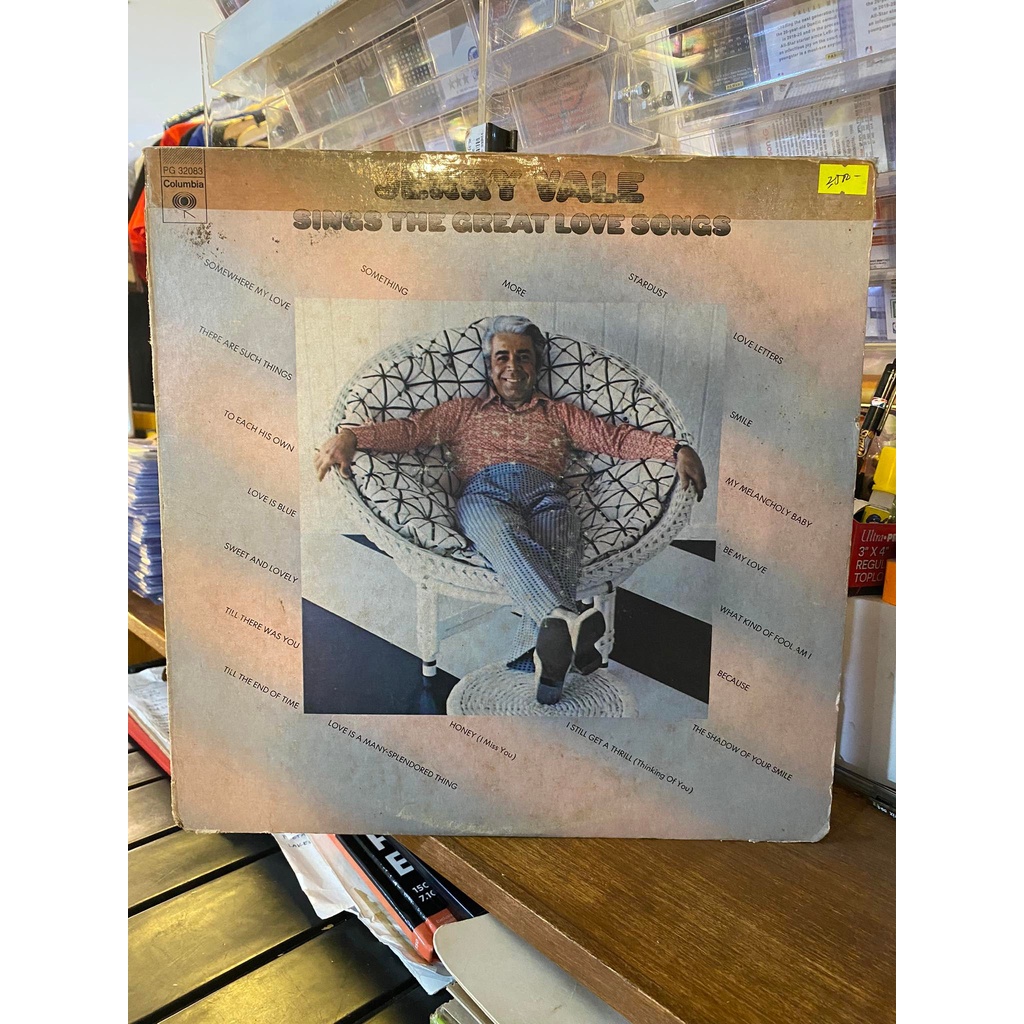 PG 32083
Columbia
JERRY VALE
SINGS THE GREAT LOVE SONGS
SOMEWHERE MY LOVE
SOMETHING
MORE
STARDUST
THERE ARE SUCH THINGS
LOVE LETTERS
TO EACH HIS OWN
SMILE
LOVE IS BLUE
MY MELANCHOLY BABY
SWEET AND LOVELY
BE MY LOVE
TILL THERE WAS YOU
WHAT KIND OF FOOL AM I
TILL THE END OF TIME
BECAUSE
LOVE IS A MANY-SPLENDORED THING
HONEY (I Miss You)
I STILL GET A THRILL (Thinking Of You)
THE SHADOW OF YOUR SMILE
3" X 4"